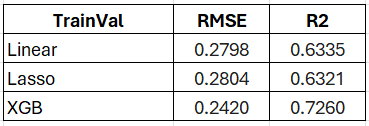 TrainVal RMSE R2
Linear 0.2798 0.6335
Lasso 0.2804 0.6321
XGB 0.2420 0.7260